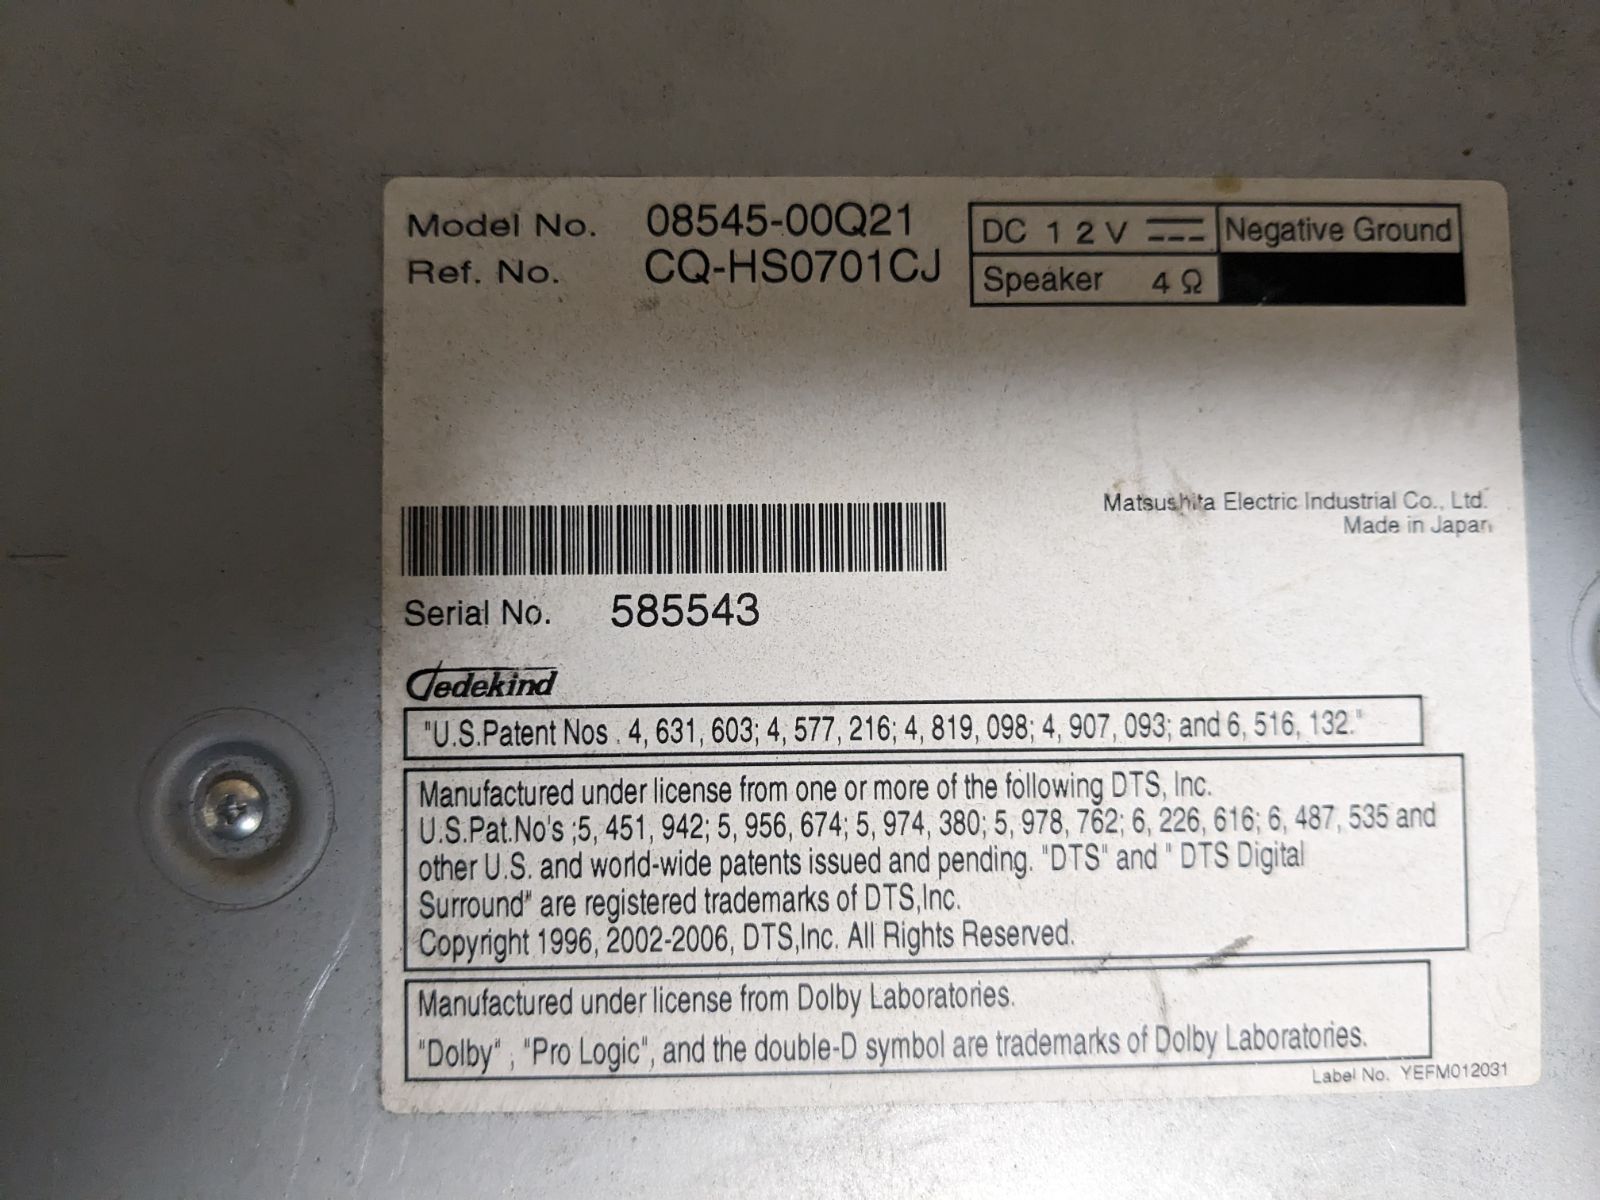 Model No. 08545-00Q21
Ref. No. CQ-HS0701CJ
DC 12V Negative Ground
Speaker 4Ω
Matsushita Electric Industrial Co., Ltd.
Made in Japan
Serial No. 585543
Dedekind
"U.S.Patent Nos . 4, 631, 603; 4, 577, 216; 4, 819, 098; 4, 907, 093; and 6, 516, 132."
Manufactured under license from one or more of the following DTS, Inc.
U.S.Pat.No's ;5, 451, 942; 5, 956, 674; 5, 974, 380; 5, 978, 762; 6, 226, 616; 6, 487, 535 and
other U.S. and world-wide patents issued and pending. "DTS" and " DTS Digital
Surround" are registered trademarks of DTS,Inc.
Copyright 1996, 2002-2006, DTS,Inc. All Rights Reserved.
Manufactured under license from Dolby Laboratories.
"Dolby" , "Pro Logic", and the double-D symbol are trademarks of Dolby Laboratories.
Label No. YEFM012031